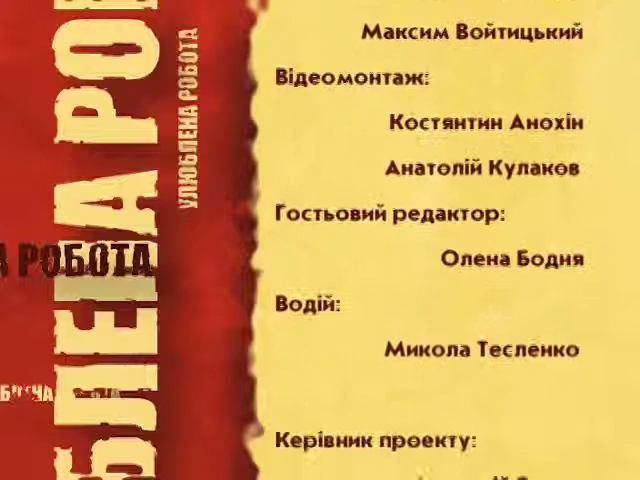 Максим Войтицький
Відеомонтаж:
Костянтин Анохін
Анатолій Кулаков
Гостьовий редактор:
Олена Бодня
Водій:
Микола Тесленко
Керівник проекту:
УЛЮБЛЕНА РОБОТА
РОБОТА